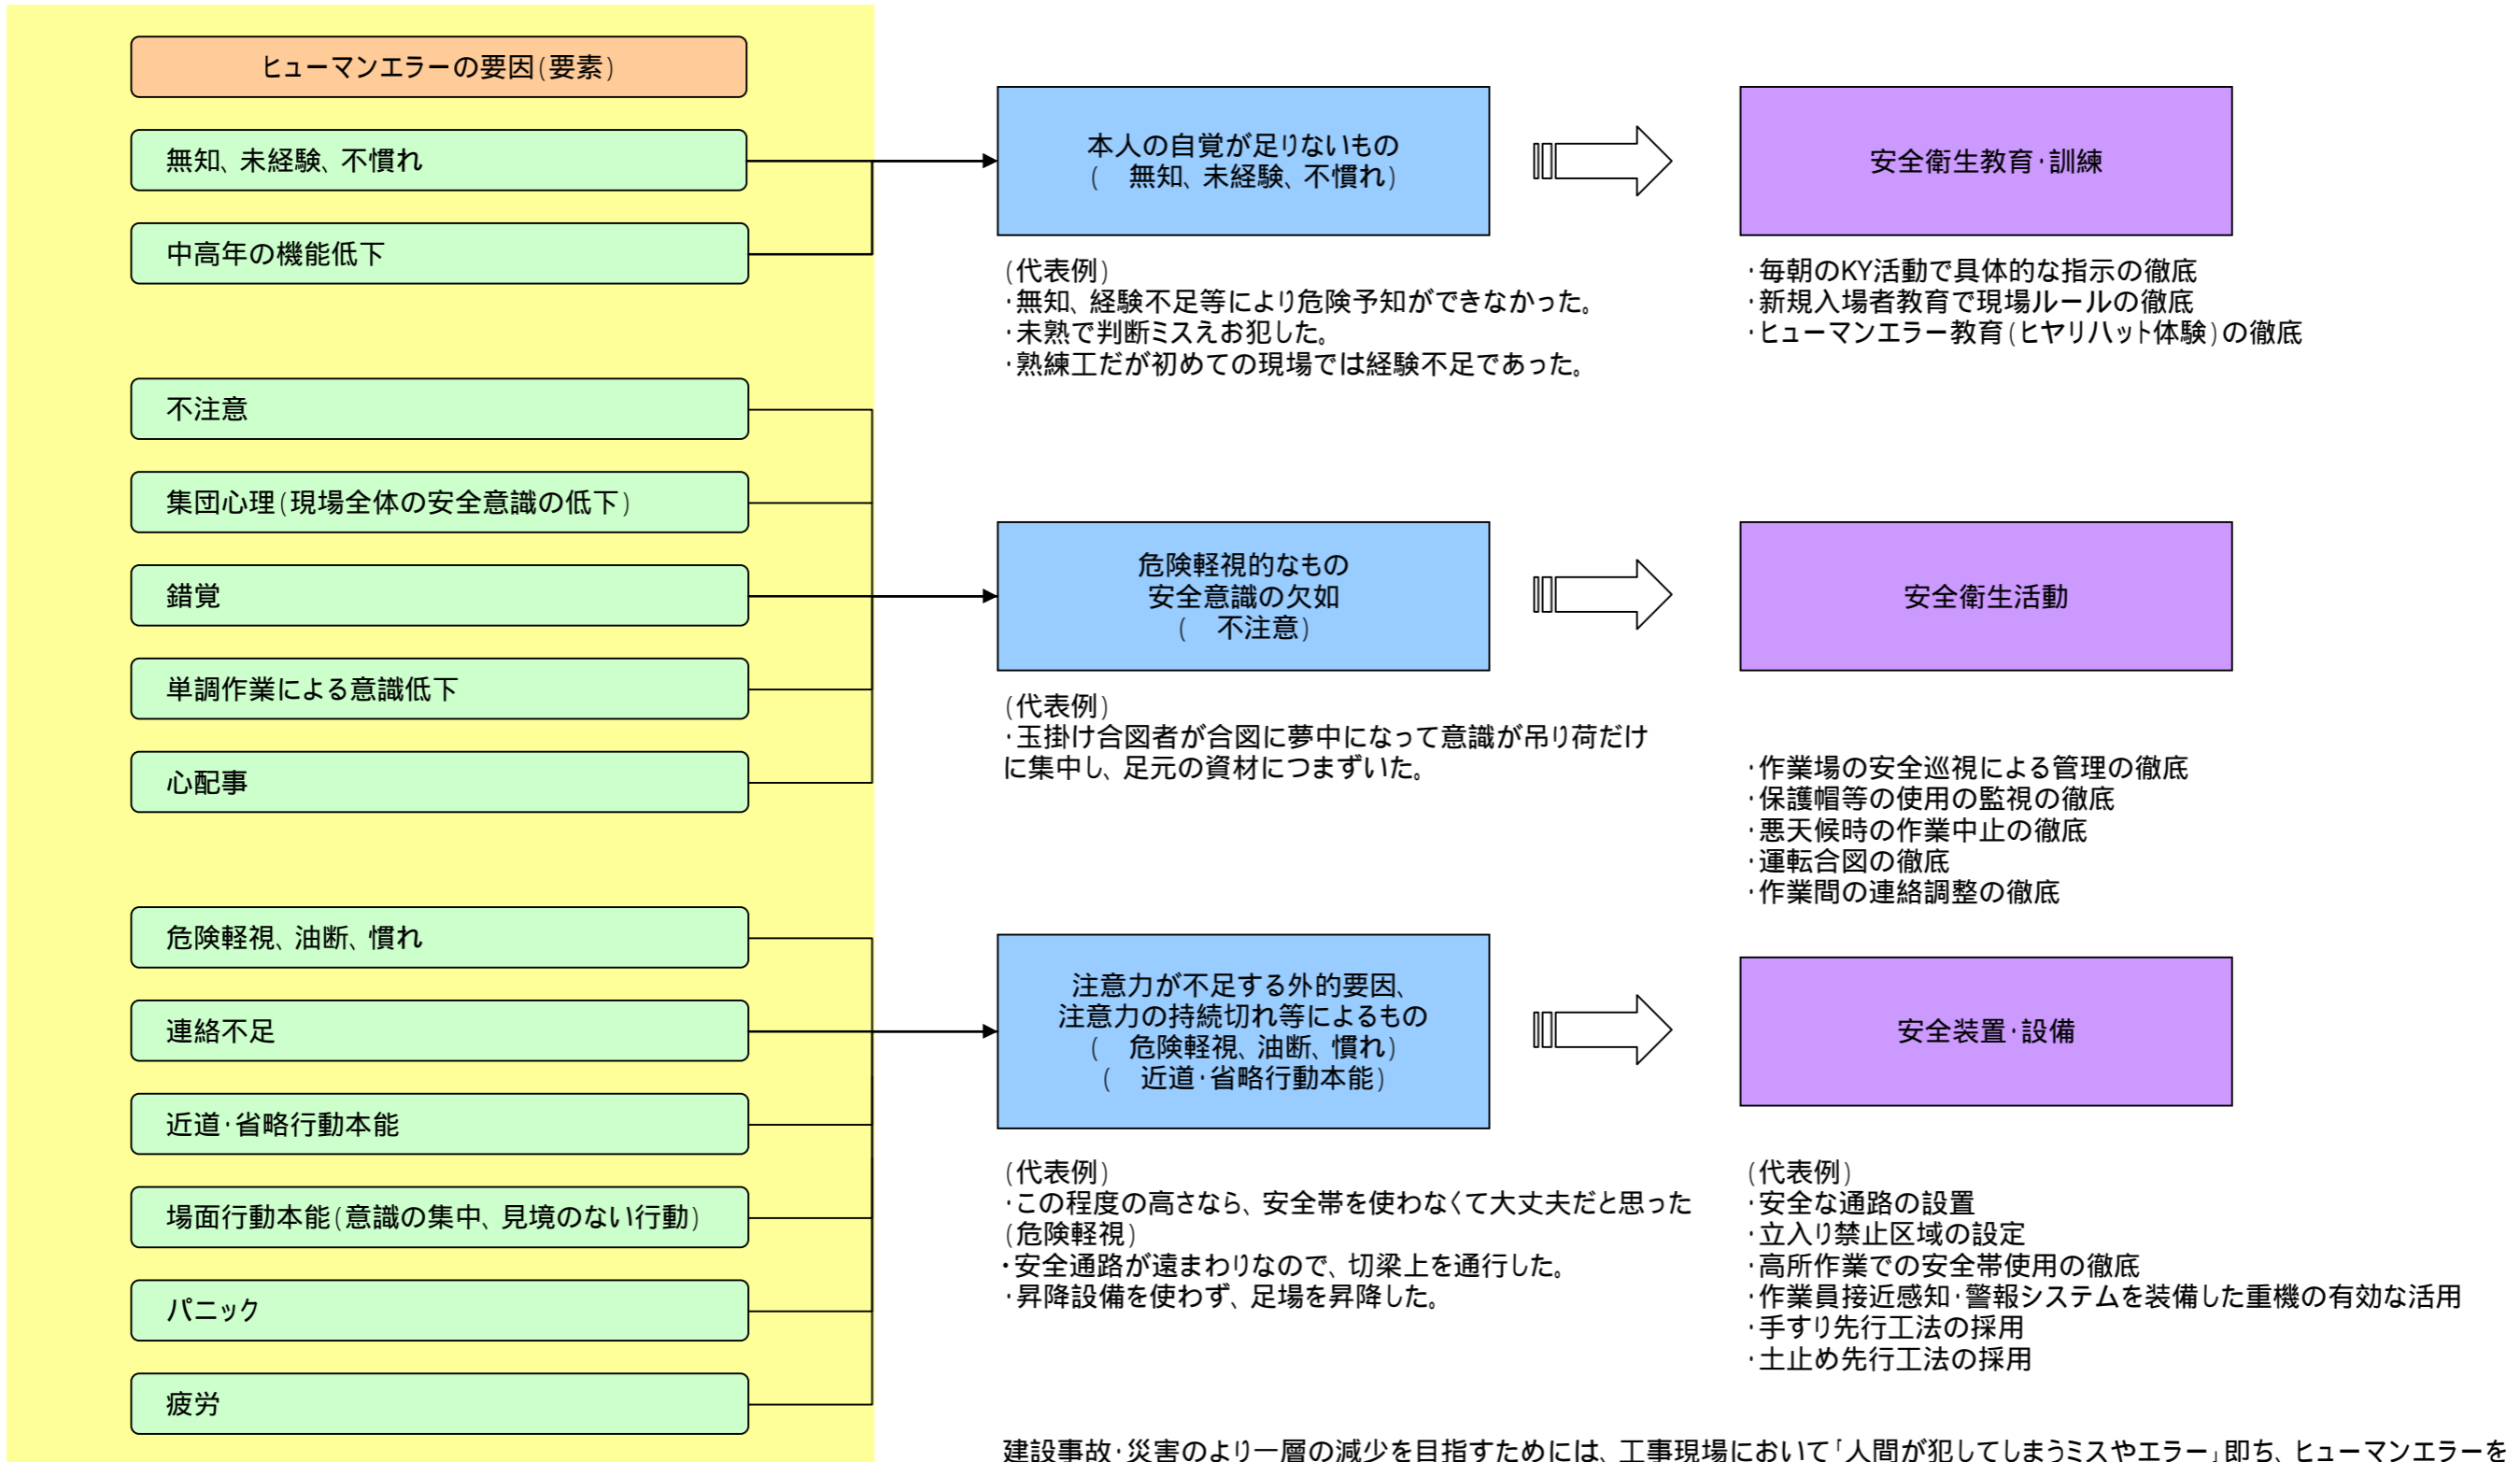 ヒューマンエラーの要因(要素)
無知、未経験、不慣れ
中高年の機能低下
不注意
集団心理(現場全体の安全意識の低下)
錯覚
単調作業による意識低下
心配事
危険軽視、油断、慣れ
連絡不足
近道・省略行動本能
場面行動本能(意識の集中、見境のない行動)
パニック
疲労
本人の自覚が足りないもの
(　無知、未経験、不慣れ)
(代表例)
・無知、経験不足等により危険予知ができなかった。
・未熟で判断ミスえお犯した。
・熟練工だが初めての現場では経験不足であった。
安全衛生教育・訓練
・毎朝のKY活動で具体的な指示の徹底
・新規入場者教育で現場ルールの徹底
・ヒューマンエラー教育(ヒヤリハット体験)の徹底
危険軽視的なもの
安全意識の欠如
(　不注意)
(代表例)
・玉掛け合図者が合図に夢中になって意識が吊り荷だけ
に集中し、足元の資材につまずいた。
安全衛生活動
・作業場の安全巡視による管理の徹底
・保護帽等の使用の監視の徹底
・悪天候時の作業中止の徹底
・運転合図の徹底
・作業間の連絡調整の徹底
注意力が不足する外的要因、
注意力の持続切れ等によるもの
(　危険軽視、油断、慣れ)
(　近道・省略行動本能)
(代表例)
・この程度の高さなら、安全帯を使わなくて大丈夫だと思った
(危険軽視)
・安全通路が遠まわりなので、切梁上を通行した。
・昇降設備を使わず、足場を昇降した。
安全装置・設備
(代表例)
・安全な通路の設置
・立入り禁止区域の設定
・高所作業での安全帯使用の徹底
・作業員接近感知・警報システムを装備した重機の有効な活用
・手すり先行工法の採用
・土止め先行工法の採用
建設事故・災害のより一層の減少を目指すためには、工事現場において「人間が犯してしまうミスやエラー」即ち、ヒューマンエラーを